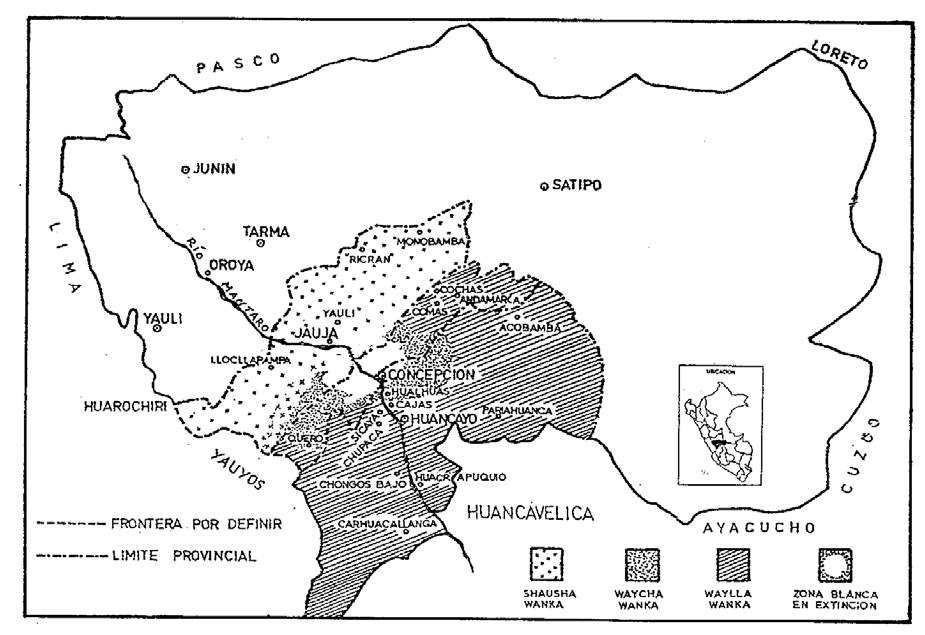 PASCO
LORETO
LIMA
JUNIN
SATIPO
TARMA
MONOBAMBA
RICRAN
RÍO MANTARO
OROYA
COCHAS
ANDAMARCA
COMAS
YAULI
YAULI
ACOBAMBA
JAUJA
LLOCLLAPAMPA
UBICACION
CONCEPCION
HUALHUAS
HUAROCHIRI
CAJAS
PARIAHUANCA
HUANCAYO
SICAYA
CHUPACA
QUERO
CUZCO
YAUYOS
CHONGOS BAJO
HUACRAPUQUIO
HUANCAVELICA
FRONTERA POR DEFINIR
CARHUACALLANGA
AYACUCHO
LIMITE PROVINCIAL
SHAUSHA
WANKA
WAYCHA
WANKA
WAYLLA
WANKA
ZONA BLANCA
EN EXTINCION